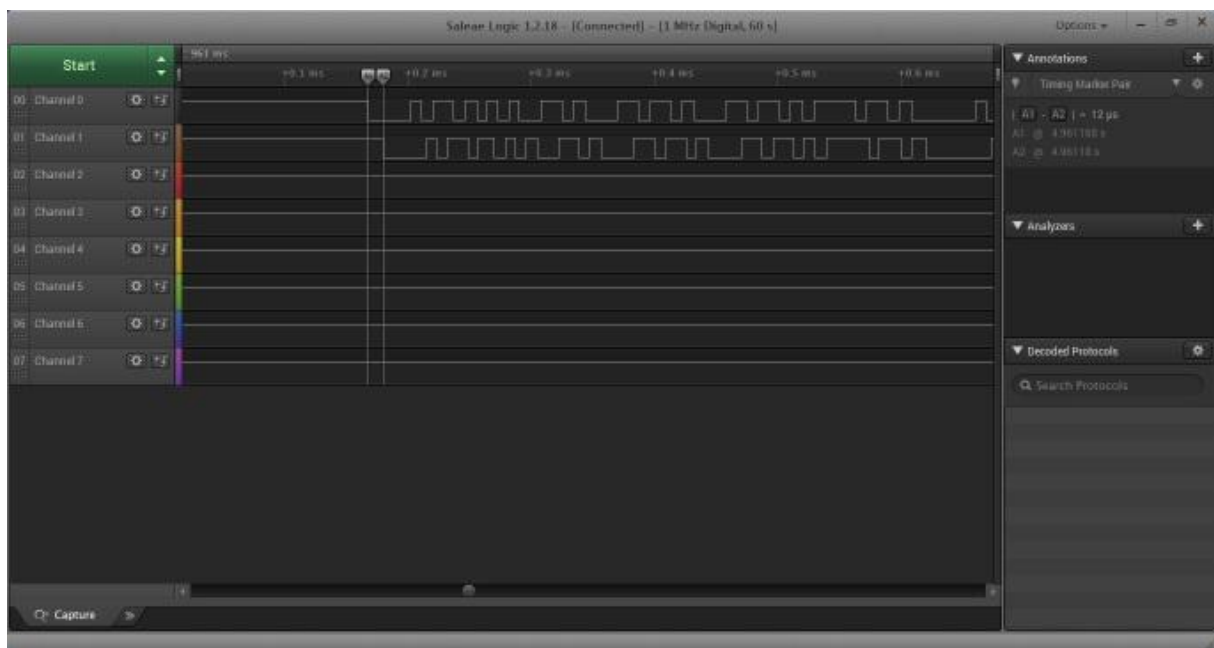 Saleae Logic 1.2.18 - [Connected] - [1 MHz Digital, 60 s]
Options
Start
961 ms
+0.1 ms
+0.2 ms
+0.3 ms
+0.4 ms
+0.5 ms
+0.6 ms
00 Channel 0
01 Channel 1
02 Channel 2
03 Channel 3
04 Channel 4
05 Channel 5
06 Channel 6
07 Channel 7
Annotations
Timing Marker Pair
| A1 - A2 | = 12 µs
A1 @
A2 @
Analyzers
Decoded Protocols
Search Protocols
Capture